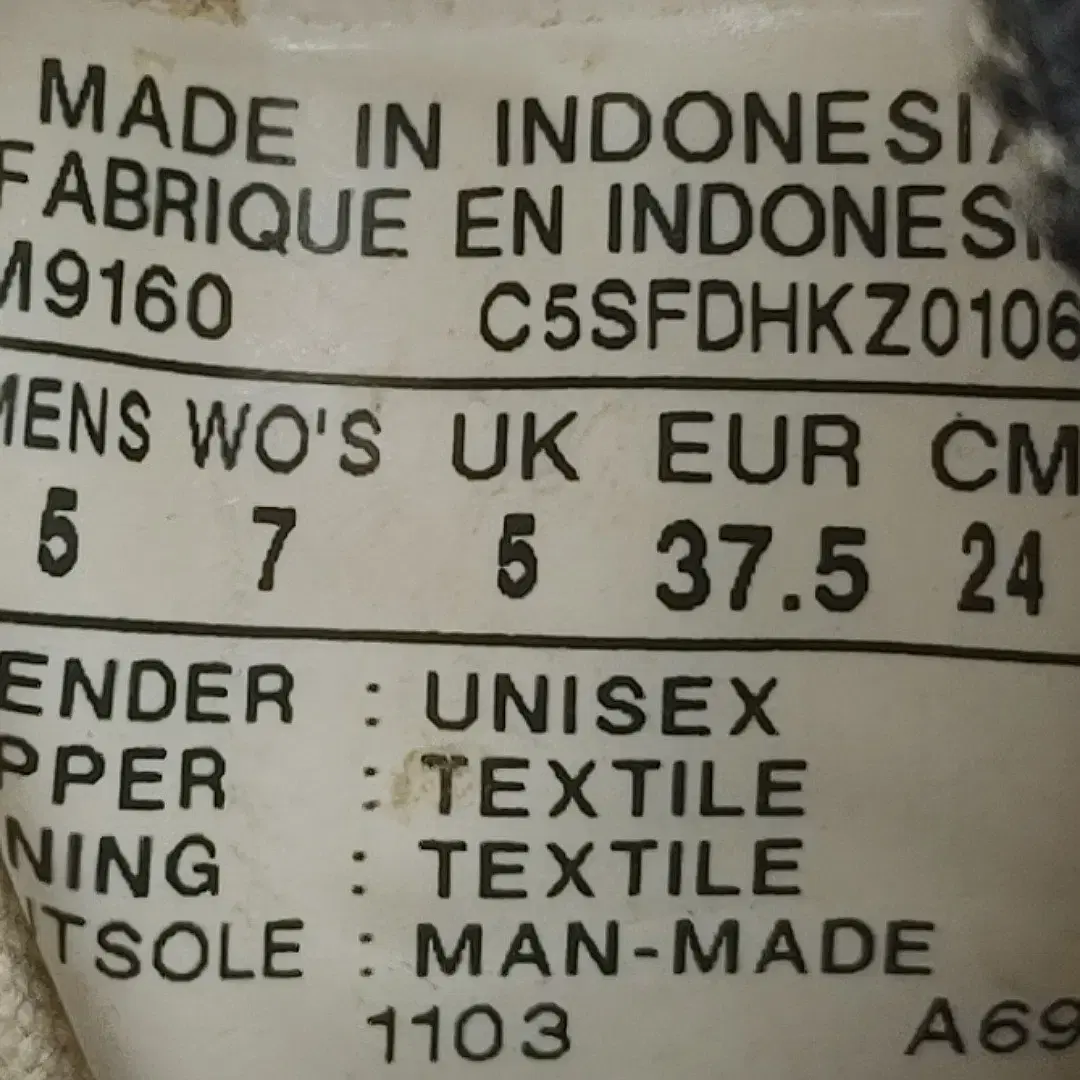 MADE IN INDONESIA
FABRIQUE EN INDONES
M9160 C5SFDHKZ0106
MENS WO'S UK EUR CM
5 7 5 37.5 24
ENDER : UNISEX
PPER : TEXTILE
NING : TEXTILE
TSOLE : MAN-MADE
1103 A69